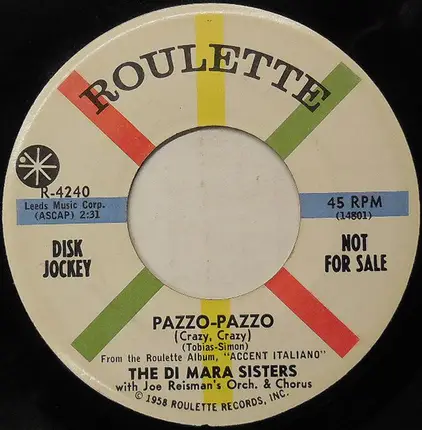 ROULETTE
R-4240
Leeds Music Corp.
(ASCAP) 2:31
45 RPM
(14801)
DISK
JOCKEY
NOT
FOR SALE
PAZZO-PAZZO
(Crazy, Crazy)
(Tobias-Simon)
From the Roulette Album, "ACCENT ITALIANO"
THE DI MARA SISTERS
with Joe Reisman's Orch. & Chorus
© 1958 ROULETTE RECORDS, INC.